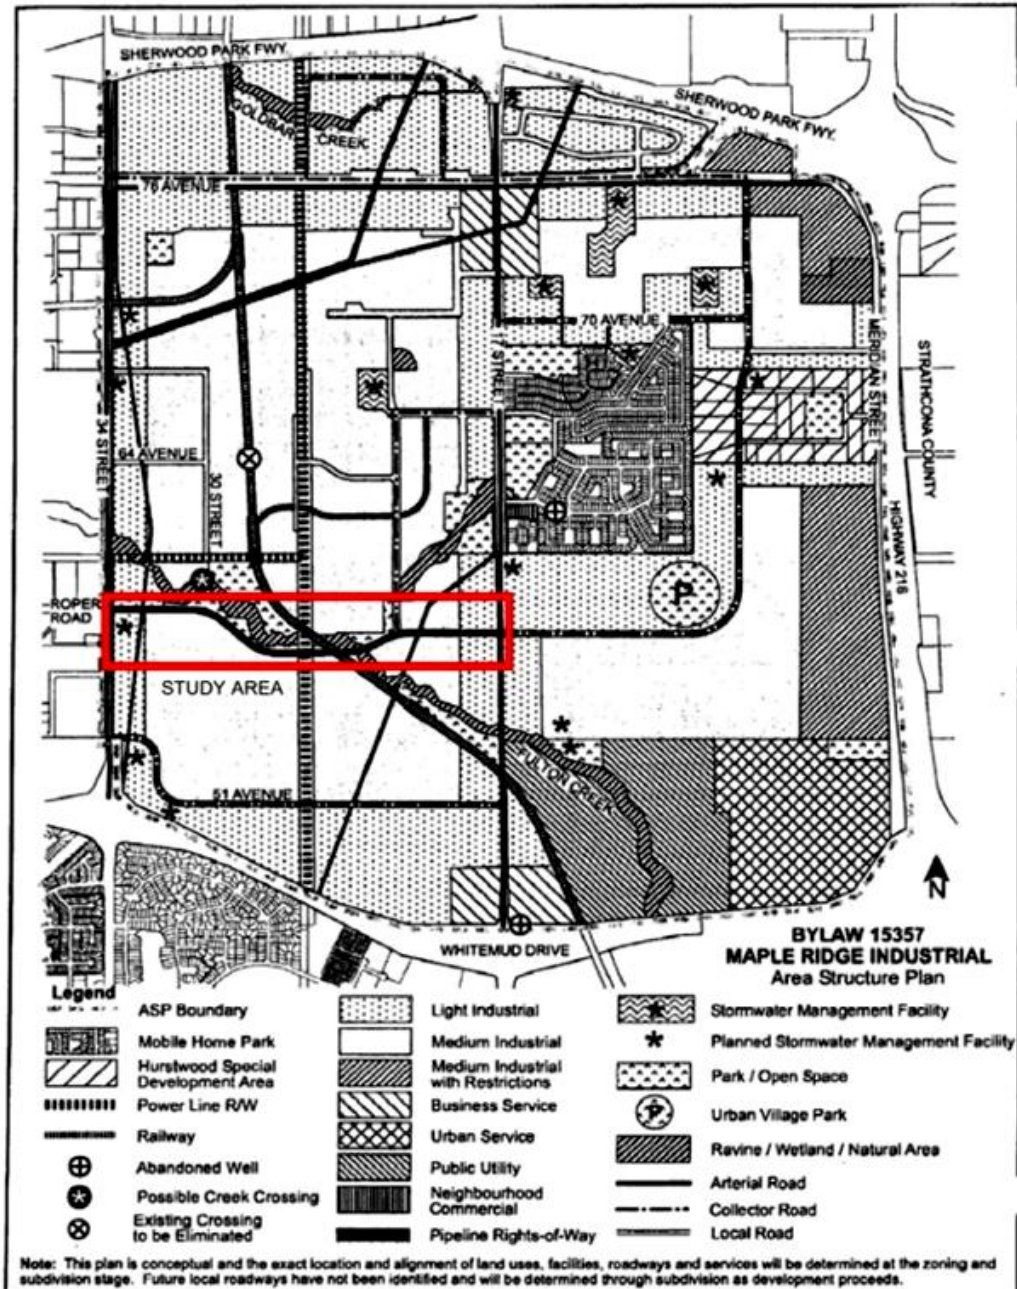 SHERWOOD PARK FWY.
GOLDBAR CREEK
SHERWOOD PARK FWY.
76 AVENUE
70 AVENUE
17 STREET
MERIDIAN STREET
STRATHCONA COUNTY
34 STREET
64 AVENUE
30 STREET
HIGHWAY 216
P
ROPER
ROAD
STUDY AREA
FULTON CREEK
51 AVENUE
N
WHITEMUD DRIVE
BYLAW 15357
MAPLE RIDGE INDUSTRIAL
Area Structure Plan
Legend
ASP Boundary
Mobile Home Park
Hurstwood Special
Development Area
Power Line R/W
Railway
Abandoned Well
Possible Creek Crossing
Existing Crossing
to be Eliminated
Light Industrial
Medium Industrial
Medium Industrial
with Restrictions
Business Service
Urban Service
Public Utility
Neighbourhood
Commercial
Pipeline Rights-of-Way
Stormwater Management Facility
Planned Stormwater Management Facility
Park / Open Space
P
Urban Village Park
Ravine / Wetland / Natural Area
Arterial Road
Collector Road
Local Road
Note: This plan is conceptual and the exact location and alignment of land uses, facilities, roadways and services will be determined at the zoning and
subdivision stage. Future local roadways have not been identified and will be determined through subdivision as development proceeds.